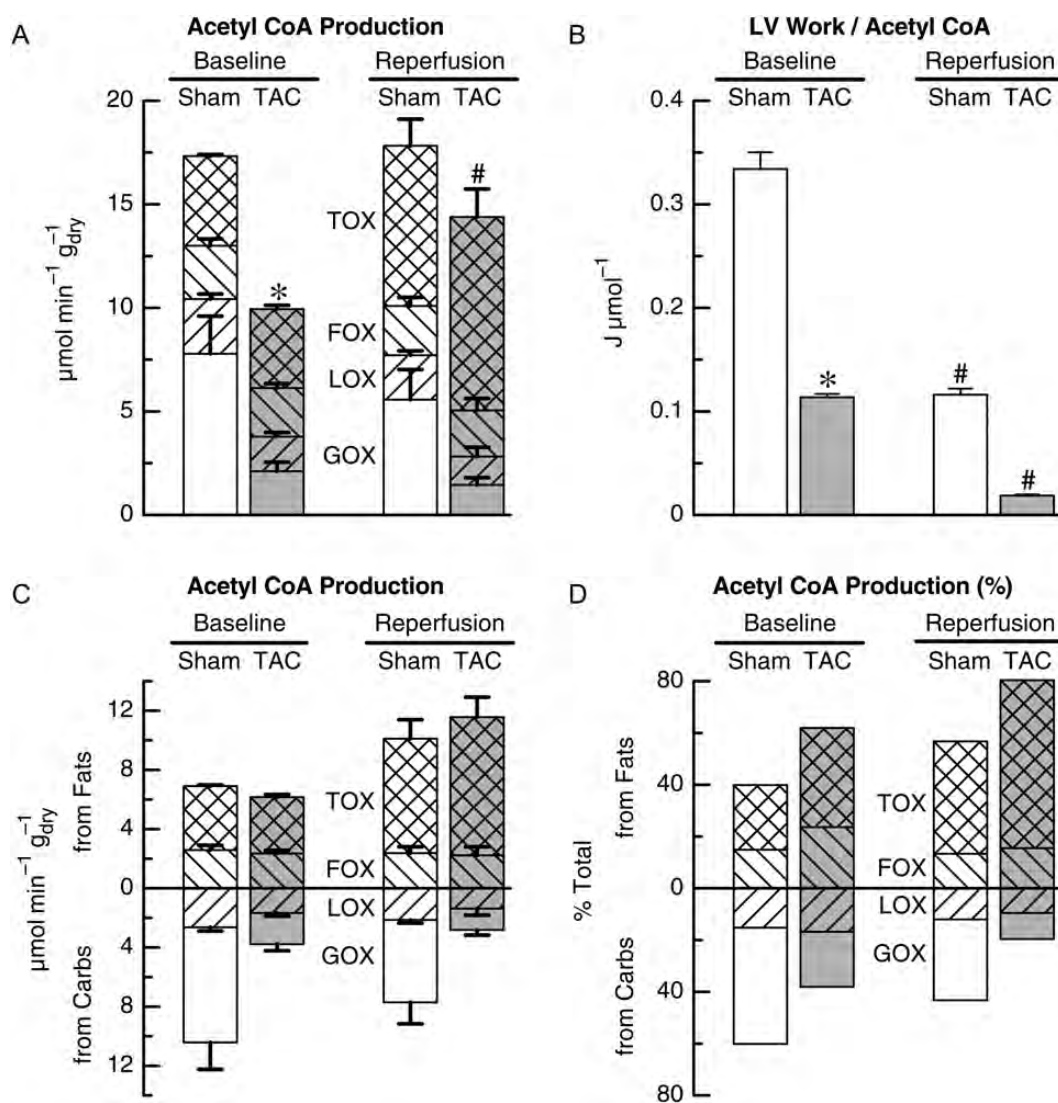 A
Acetyl CoA Production
Baseline Reperfusion
Sham TAC Sham TAC
20
15
10
5
0
µmol min⁻¹ g_dry⁻¹
TOX
FOX
LOX
GOX
*
#
B
LV Work / Acetyl CoA
Baseline Reperfusion
Sham TAC Sham TAC
0.4
0.3
0.2
0.1
0
J µmol⁻¹
*
#
#
C
Acetyl CoA Production
Baseline Reperfusion
Sham TAC Sham TAC
12
8
4
0
4
8
12
from Fats
µmol min⁻¹ g_dry⁻¹
from Carbs
TOX
FOX
LOX
GOX
D
Acetyl CoA Production (%)
Baseline Reperfusion
Sham TAC Sham TAC
80
40
0
40
80
from Fats
% Total
from Carbs
TOX
FOX
LOX
GOX